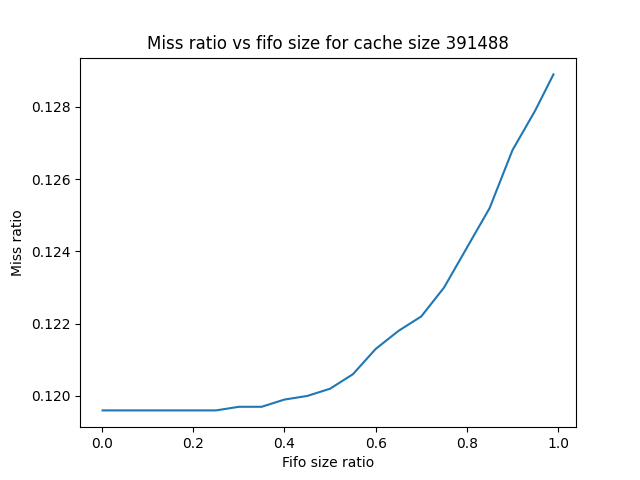 Miss ratio vs fifo size for cache size 391488
0.128
0.126
0.124
0.122
0.120
Miss ratio
0.0 0.2 0.4 0.6 0.8 1.0
Fifo size ratio